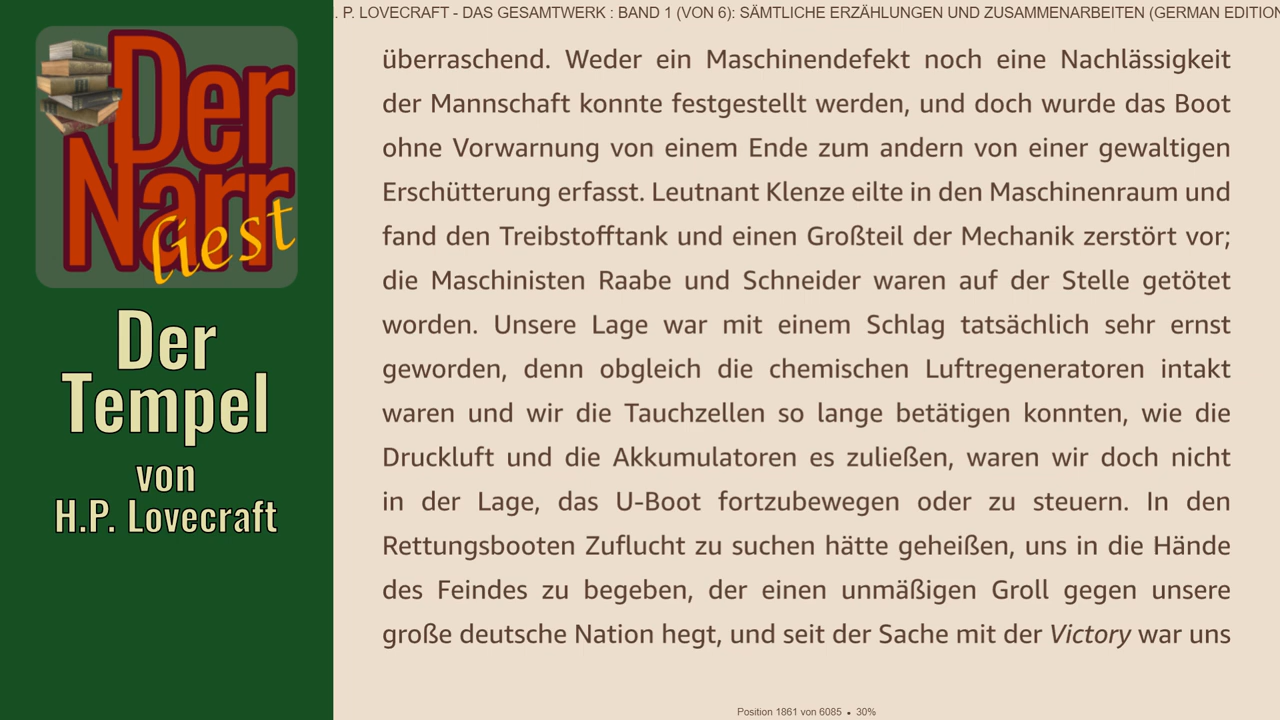 . P. LOVECRAFT - DAS GESAMTWERK : BAND 1 (VON 6): SÄMTLICHE ERZÄHLUNGEN UND ZUSAMMENARBEITEN (GERMAN EDITION
Der
Narr
liest
Der
Tempel
von
H.P. Lovecraft
überraschend. Weder ein Maschinendefekt noch eine Nachlässigkeit
der Mannschaft konnte festgestellt werden, und doch wurde das Boot
ohne Vorwarnung von einem Ende zum andern von einer gewaltigen
Erschütterung erfasst. Leutnant Klenze eilte in den Maschinenraum und
fand den Treibstofftank und einen Großteil der Mechanik zerstört vor;
die Maschinisten Raabe und Schneider waren auf der Stelle getötet
worden. Unsere Lage war mit einem Schlag tatsächlich sehr ernst
geworden, denn obgleich die chemischen Luftregeneratoren intakt
waren und wir die Tauchzellen so lange betätigen konnten, wie die
Druckluft und die Akkumulatoren es zuließen, waren wir doch nicht
in der Lage, das U-Boot fortzubewegen oder zu steuern. In den
Rettungsbooten Zuflucht zu suchen hätte geheißen, uns in die Hände
des Feindes zu begeben, der einen unmäßigen Groll gegen unsere
große deutsche Nation hegt, und seit der Sache mit der Victory war uns
Position 1861 von 6085 • 30%